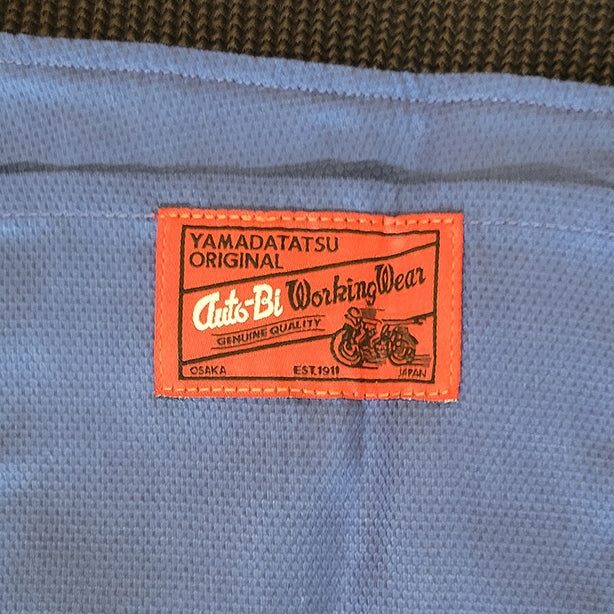 YAMADATATSU
ORIGINAL
Auto-Bi Working Wear
GENUINE QUALITY
OSAKA EST.1911 JAPAN